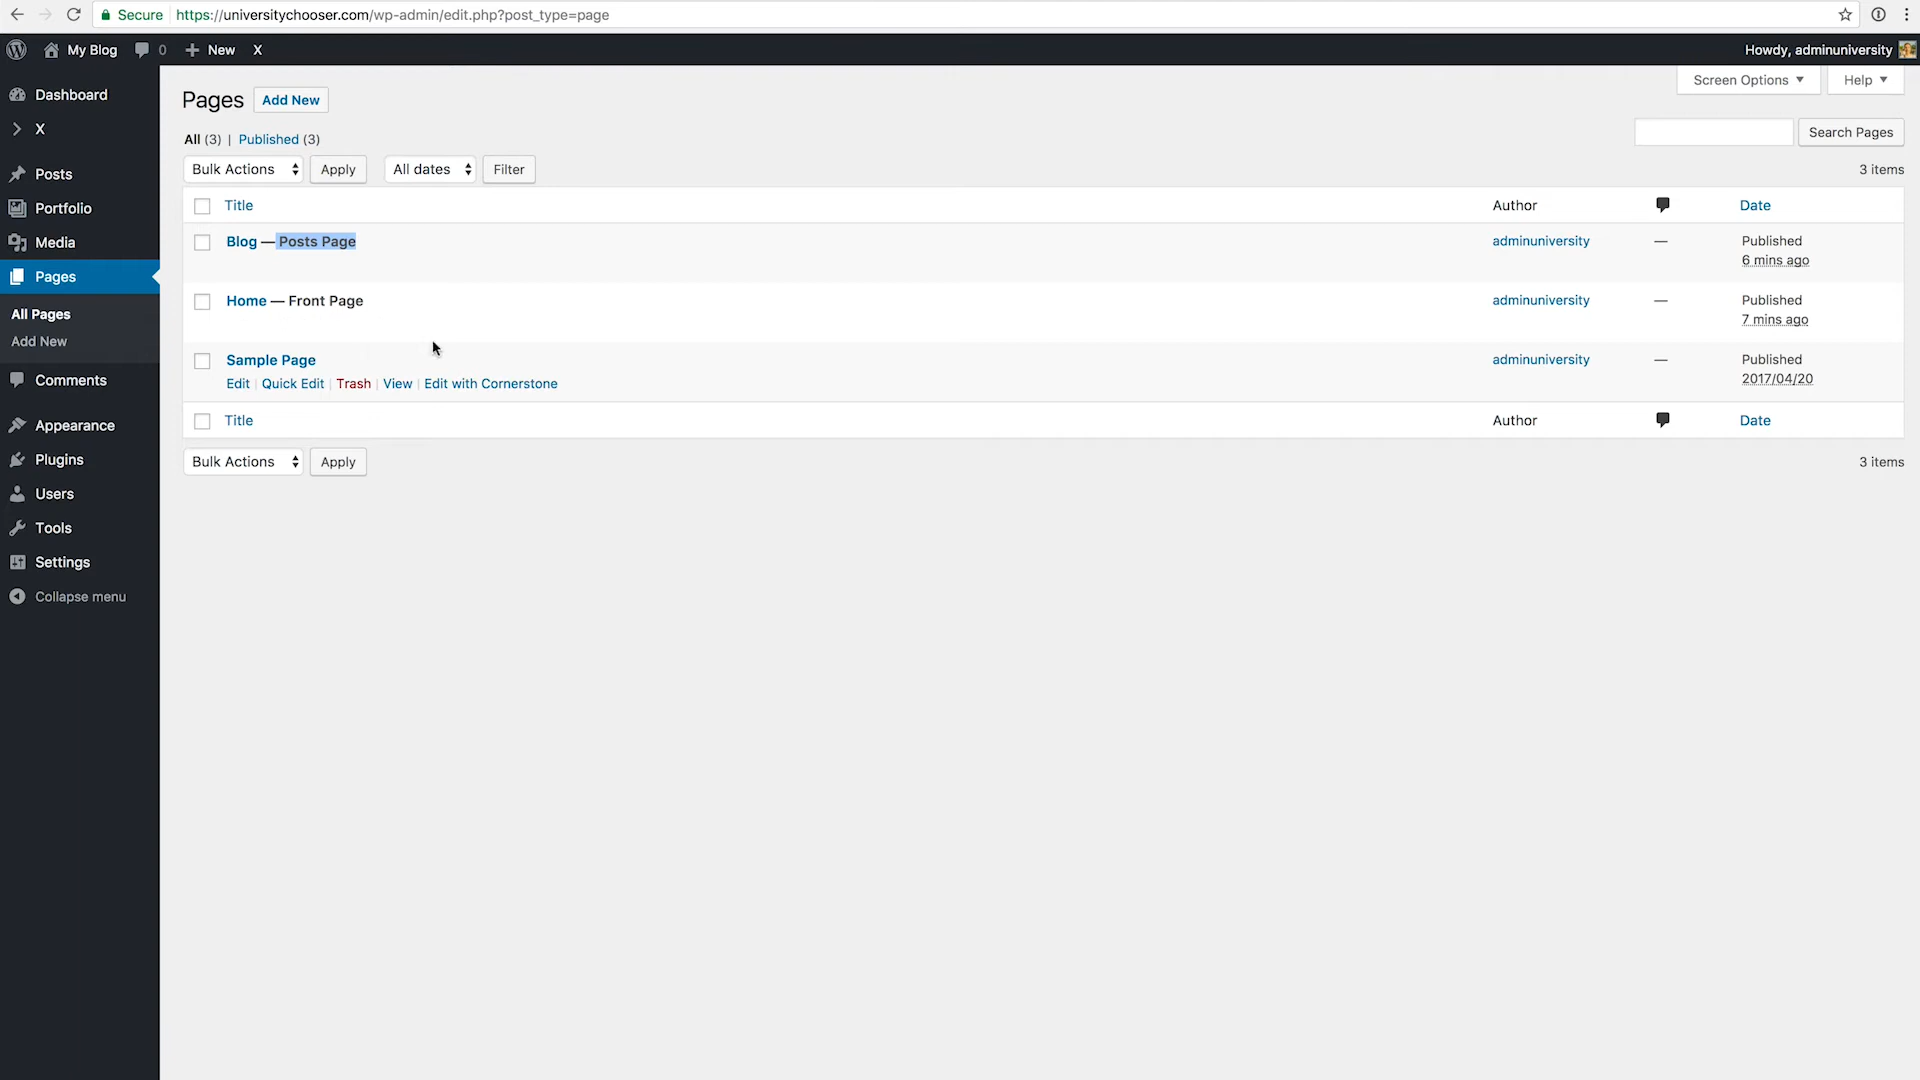 Secure https://universitychooser.com/wp-admin/edit.php?post_type=page
My Blog 0 New X Howdy, adminuniversity
Screen Options Help
Dashboard
X
Posts
Portfolio
Media
Pages
All Pages
Add New
Comments
Appearance
Plugins
Users
Tools
Settings
Collapse menu
Pages Add New
All (3) | Published (3)
Search Pages
Bulk Actions Apply All dates Filter 3 items
Title Author Date
Blog — Posts Page adminuniversity — Published
6 mins ago
Home — Front Page adminuniversity — Published
7 mins ago
Sample Page adminuniversity — Published
Edit | Quick Edit | Trash | View | Edit with Cornerstone 2017/04/20
Title Author Date
Bulk Actions Apply 3 items